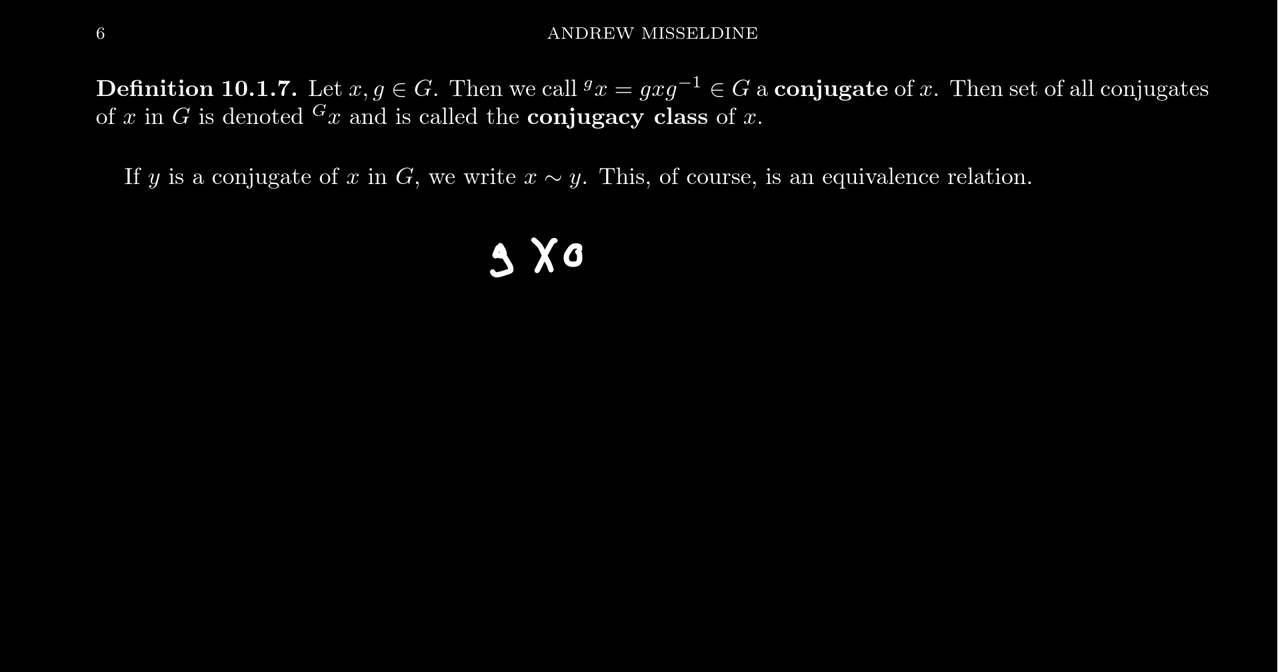 6 ANDREW MISSELDINE
Definition 10.1.7. Let x, g ∈ G. Then we call ᵍx = gxg⁻¹ ∈ G a conjugate of x. Then set of all conjugates
of x in G is denoted ᴳx and is called the conjugacy class of x.
If y is a conjugate of x in G, we write x ∼ y. This, of course, is an equivalence relation.
g x